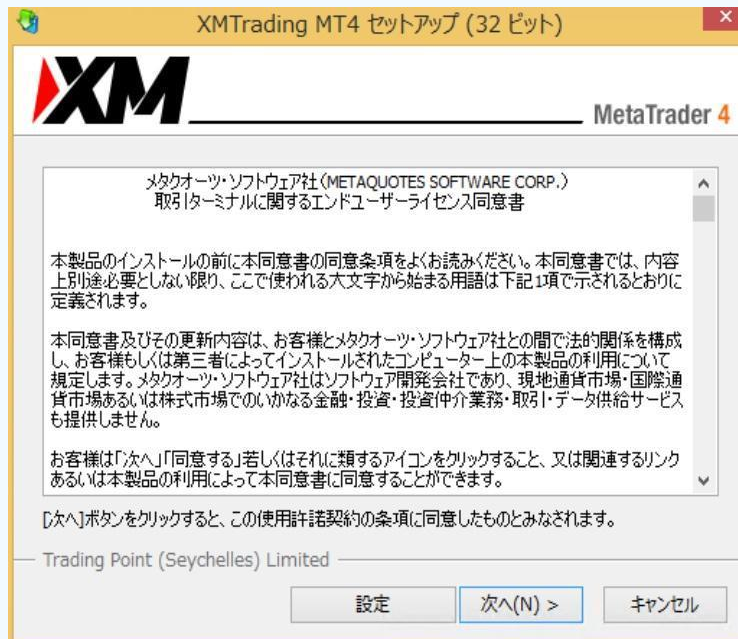 XMTrading MT4 セットアップ (32 ビット)
XM
MetaTrader 4
メタクオーツ・ソフトウェア社(METAQUOTES SOFTWARE CORP.)
取引ターミナルに関するエンドユーザーライセンス同意書
本製品のインストールの前に本同意書の同意条項をよくお読みください。本同意書では、内容
上別途必要としない限り、ここで使われる大文字から始まる用語は下記1項で示されるとおりに
定義されます。
本同意書及びその更新内容は、お客様とメタクオーツ・ソフトウェア社との間で法的関係を構成
し、お客様もしくは第三者によってインストールされたコンピューター上の本製品の利用について
規定します。メタクオーツ・ソフトウェア社はソフトウェア開発会社であり、現地通貨市場・国際通
貨市場あるいは株式市場でのいかなる金融・投資・投資仲介業務・取引・データ供給サービス
も提供しません。
お客様は「次へ」「同意する」若しくはそれに類するアイコンをクリックすること、又は関連するリンク
あるいは本製品の利用によって本同意書に同意することができます。
[次へ]ボタンをクリックすると、この使用許諾契約の条項に同意したものとみなされます。
Trading Point (Seychelles) Limited
設定
次へ(N) >
キャンセル